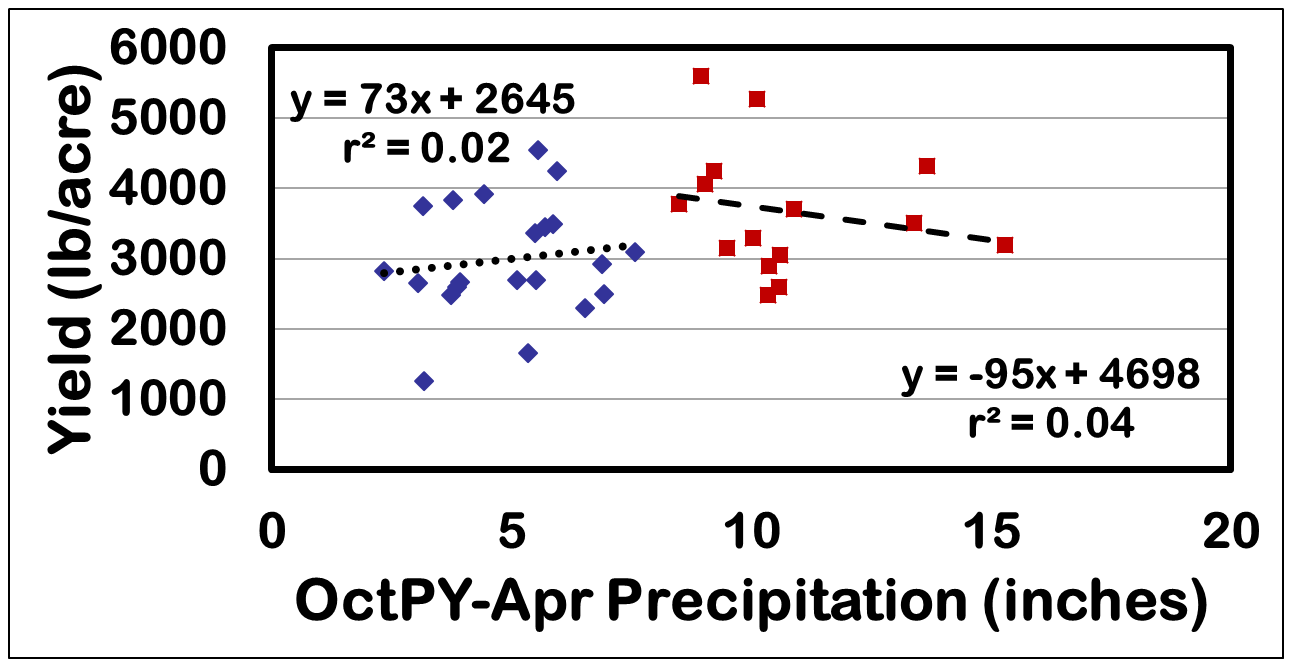 6000
5000
4000
3000
2000
1000
0
Yield (lb/acre)
y = 73x + 2645
r² = 0.02
y = -95x + 4698
r² = 0.04
0 5 10 15 20
OctPY-Apr Precipitation (inches)